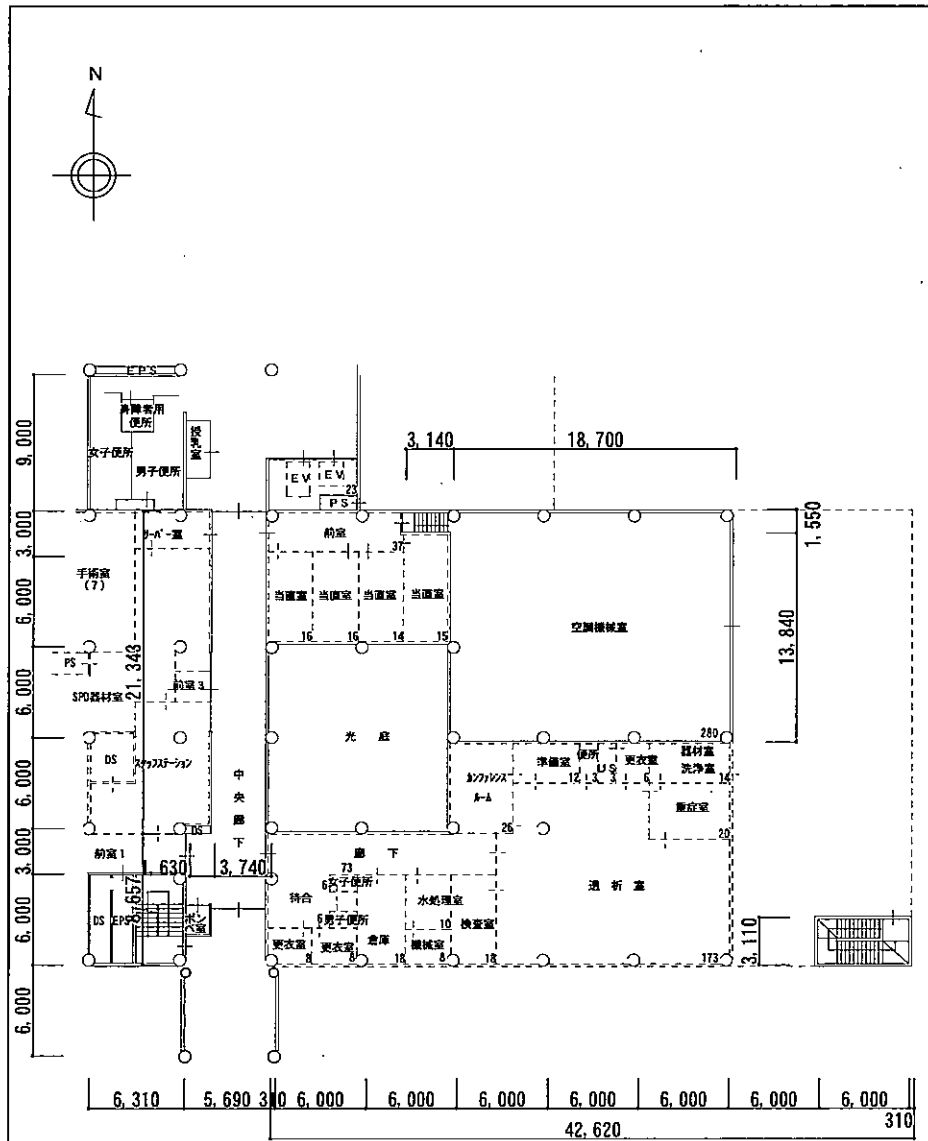 N
EPS
身障者用
便所
女子便所
男子便所
EV
EV
23
PS
3,140
18,700
9,000
3,000
6,000
6,000
6,000
3,000
6,000
6,000
1,550
13,840
サーバー室
前室
37
手術室
(7)
当直室
当直室
当直室
当直室
16
16
14
15
空調機械室
280
PS
21,343
SPD器材室
前室3
DS
スタッフステーション
光庭
中央廊下
カンファレンス
ルーム
26
準備室
12
便所
3
US
3
更衣室
6
器材室
洗浄室
14
重症室
20
DS
前室1
1,630
3,740
8,657
廊下
73
待合
女子便所
6
6
男子便所
水処理室
10
検査室
18
透析室
173
DS
EPS
更衣室
8
更衣室
8
倉庫
18
機械室
8
3,110
6,310
5,690
310
6,000
6,000
6,000
6,000
6,000
6,000
6,000
310
42,620